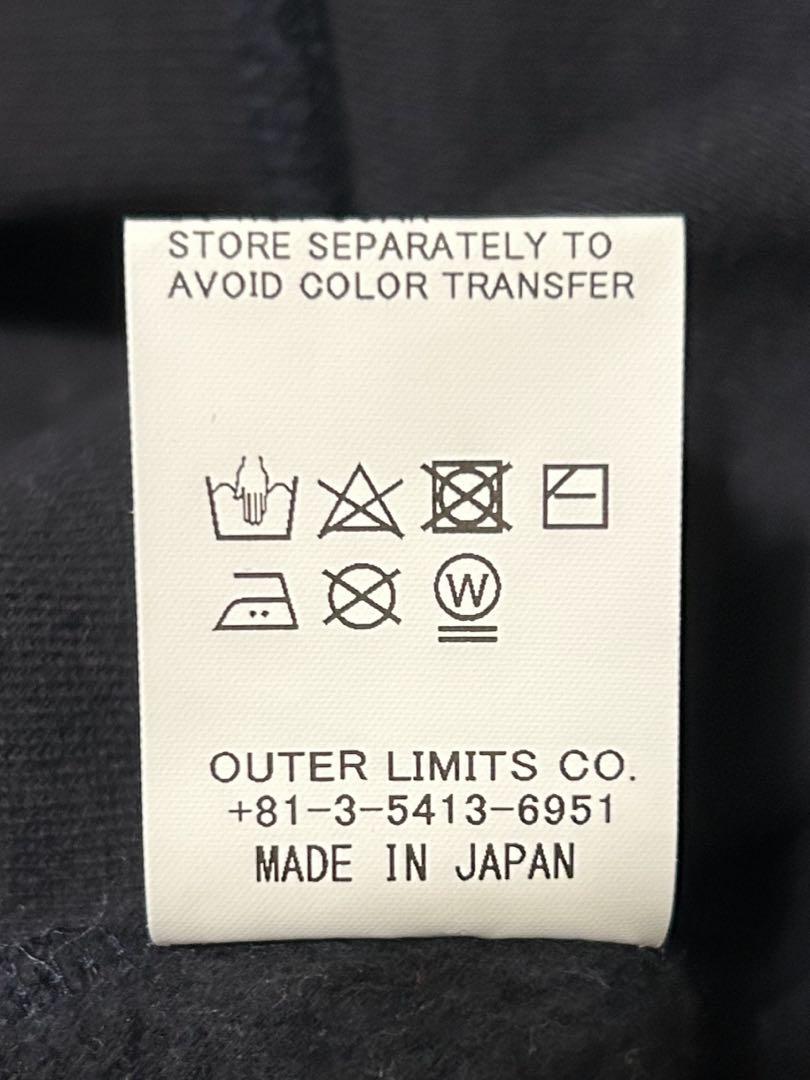 STORE SEPARATELY TO
AVOID COLOR TRANSFER
W
OUTER LIMITS CO.
+81-3-5413-6951
MADE IN JAPAN